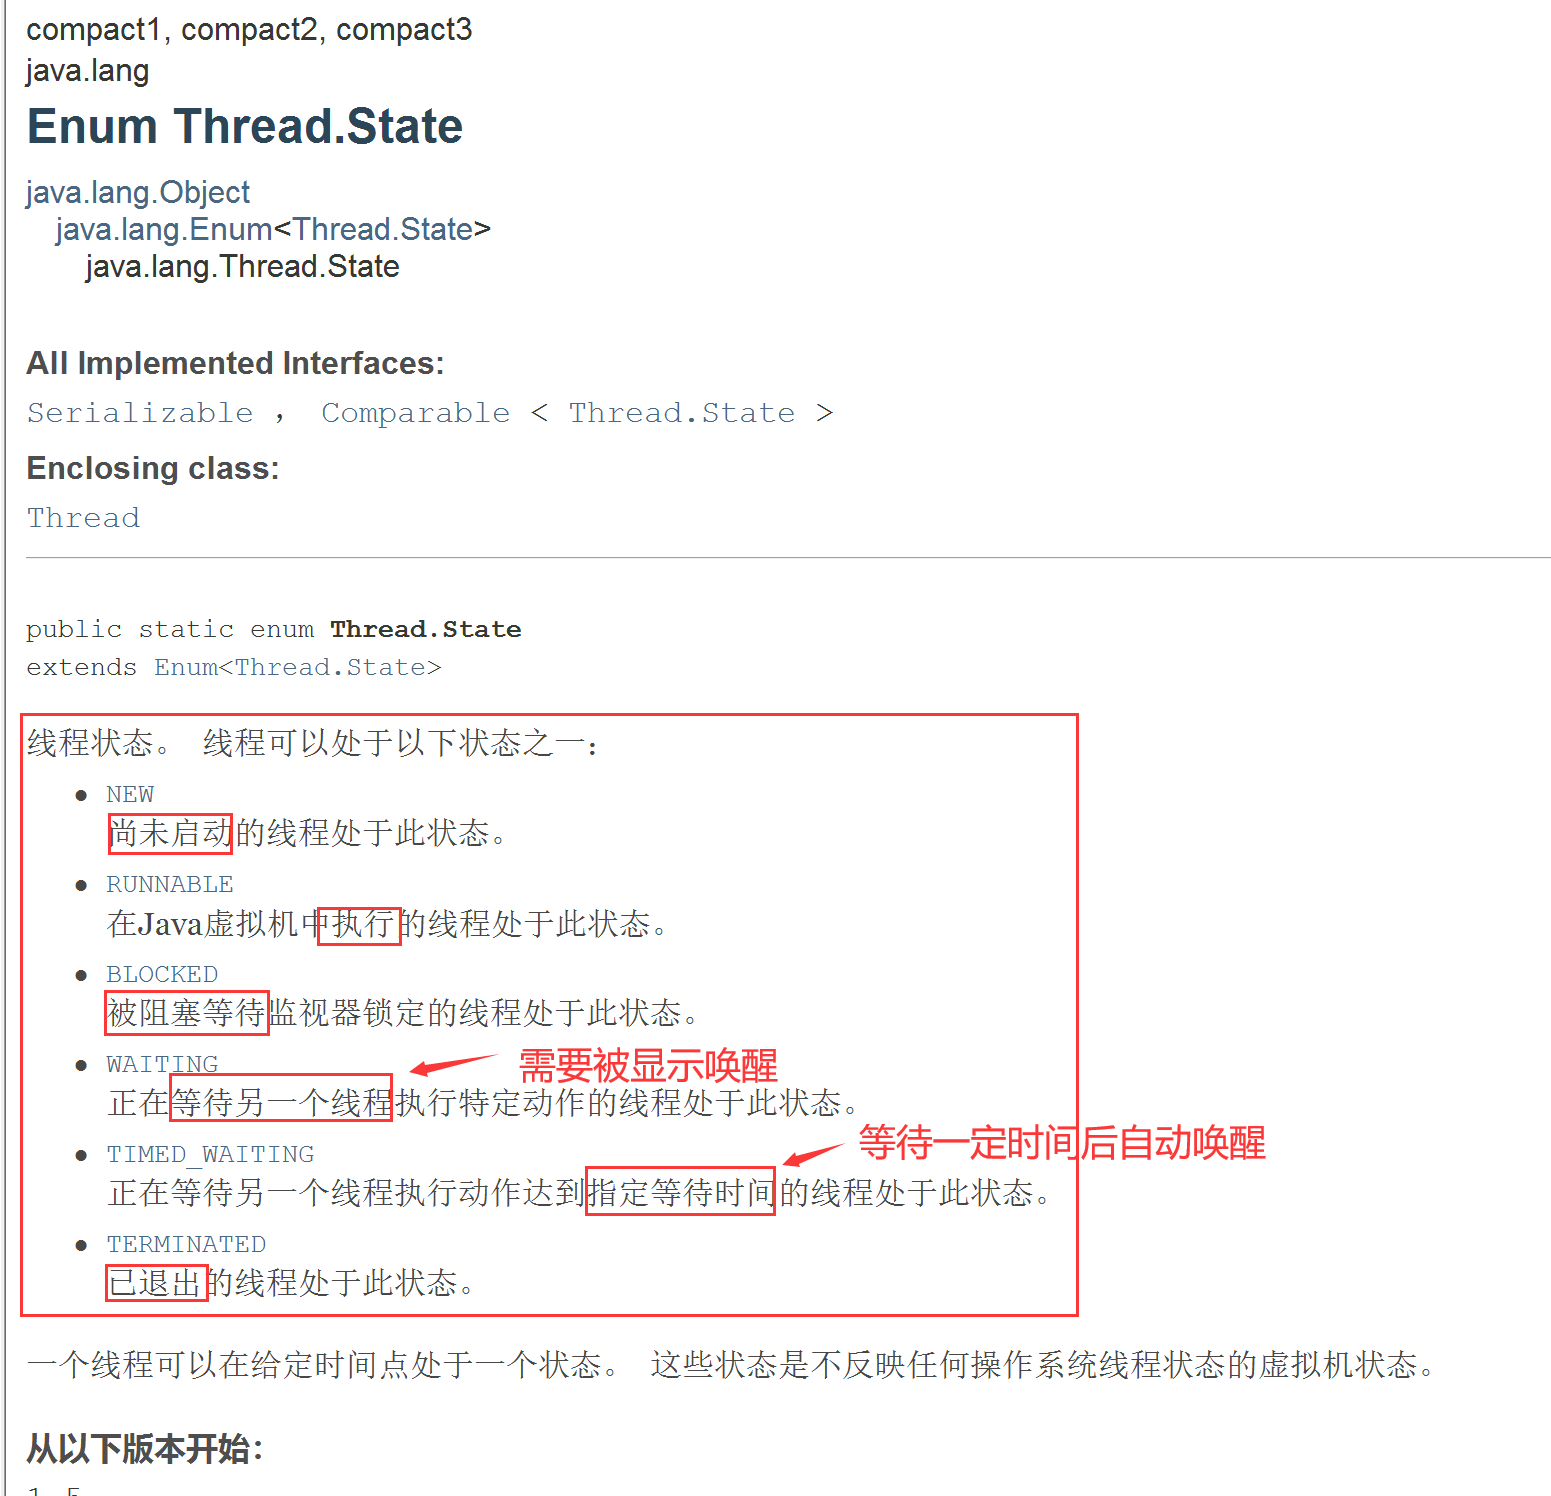 compact1, compact2, compact3
java.lang
Enum Thread.State
java.lang.Object
java.lang.Enum<Thread.State>
java.lang.Thread.State
All Implemented Interfaces:
Serializable ， Comparable < Thread.State >
Enclosing class:
Thread
public static enum Thread.State
extends Enum<Thread.State>
线程状态。 线程可以处于以下状态之一：
• NEW
尚未启动的线程处于此状态。
• RUNNABLE
在Java虚拟机中执行的线程处于此状态。
• BLOCKED
被阻塞等待监视器锁定的线程处于此状态。
• WAITING 需要被显示唤醒
正在等待另一个线程执行特定动作的线程处于此状态。
等待一定时间后自动唤醒
• TIMED_WAITING
正在等待另一个线程执行动作达到指定等待时间的线程处于此状态。
• TERMINATED
已退出的线程处于此状态。
一个线程可以在给定时间点处于一个状态。 这些状态是不反映任何操作系统线程状态的虚拟机状态。
从以下版本开始：
1.5